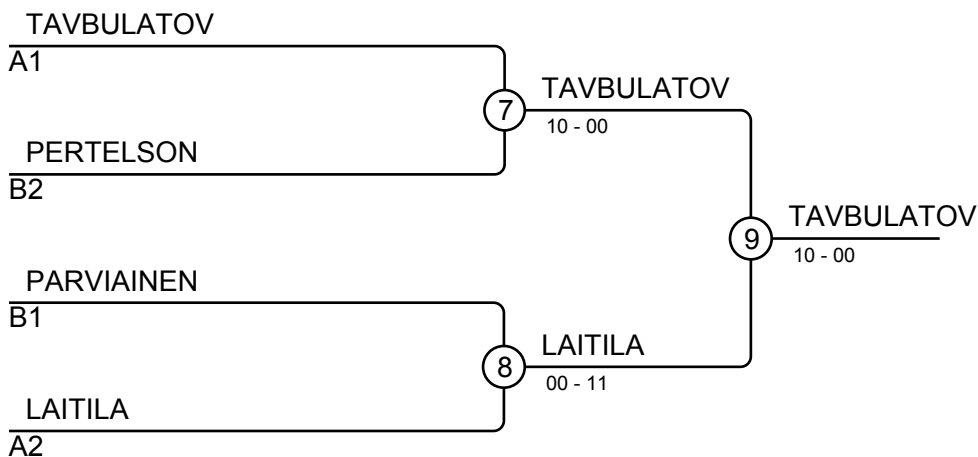 TAVBULATOV
A1
7
TAVBULATOV
10 - 00
PERTELSON
B2
9
TAVBULATOV
10 - 00
PARVIAINEN
B1
8
LAITILA
00 - 11
LAITILA
A2